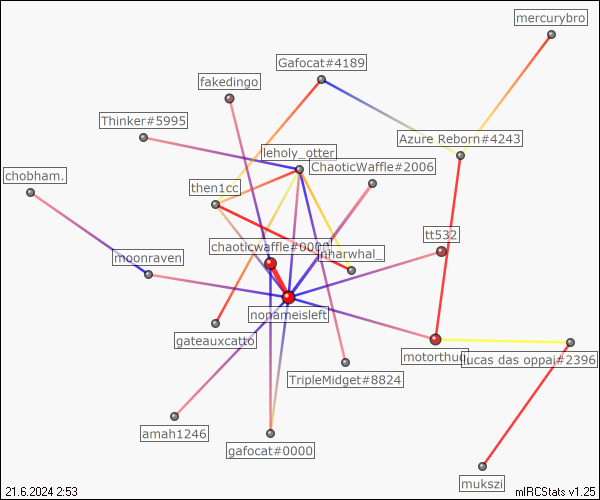 mercurybro
Gafocat#4189
fakedingo
Thinker#5995
Azure Reborn#4243
leholy_otter
ChaoticWaffle#2006
chobham.
then1cc
tt532
chaoticwaffle#0000
nharwhal_
moonraven
nonameisleft
gateauxcatto
motorthud
lucas das oppai#2396
TripleMidget#8824
amah1246
gafocat#0000
mukszi
21.6.2024 2:53
mIRCStats v1.25